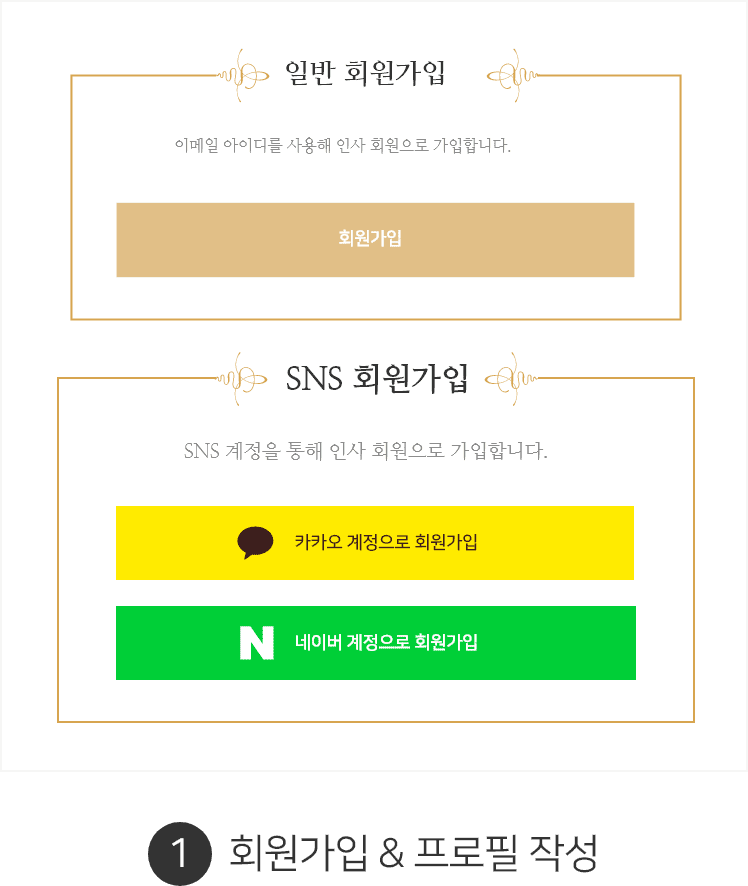 일반 회원가입
이메일 아이디를 사용해 인사 회원으로 가입합니다.
회원가입
SNS 회원가입
SNS 계정을 통해 인사 회원으로 가입합니다.
카카오 계정으로 회원가입
N 네이버 계정으로 회원가입
1 회원가입 & 프로필 작성